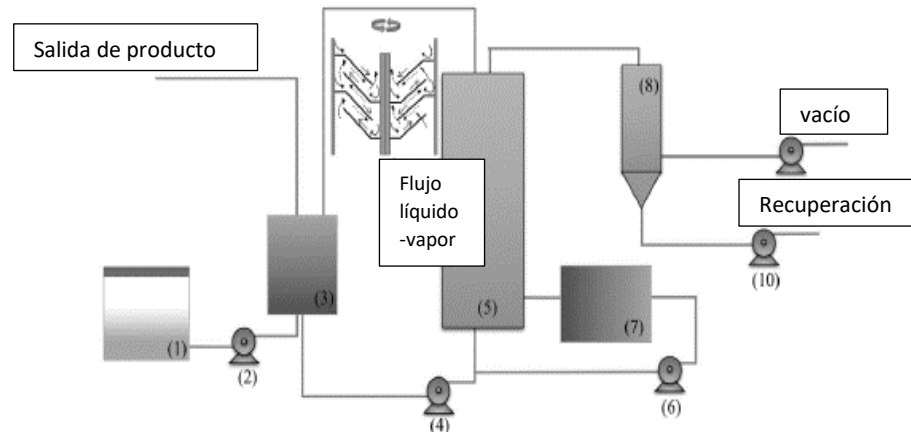 Salida de producto
(8)
vacío
Flujo
líquido
-vapor
Recuperación
(3)
(10)
(5)
(7)
(1)
(2)
(6)
(4)